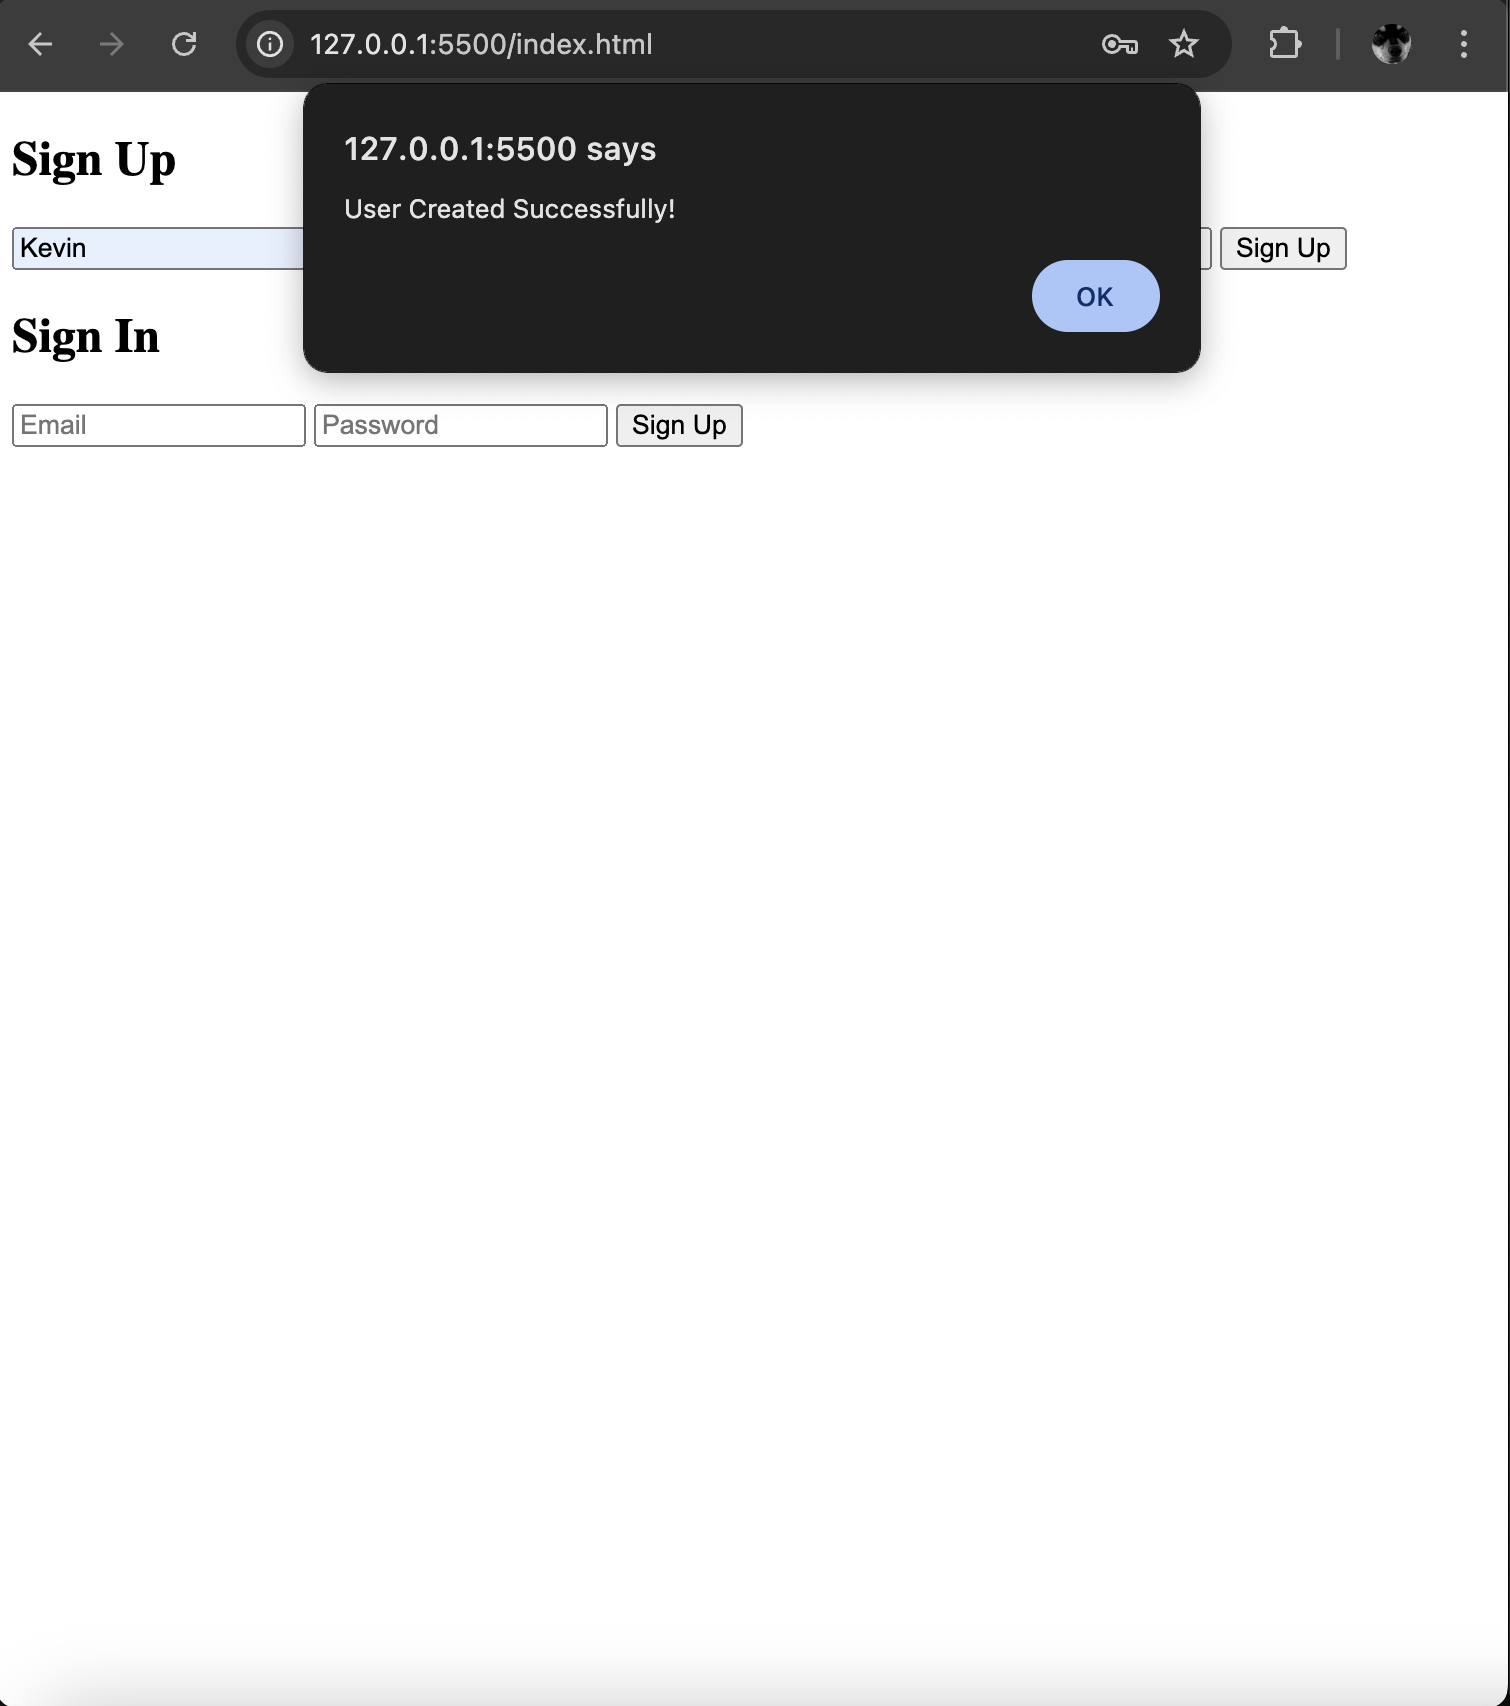 127.0.0.1:5500/index.html
127.0.0.1:5500 says
User Created Successfully!
OK
Sign Up
Kevin
Sign Up
Sign In
Email Password Sign Up